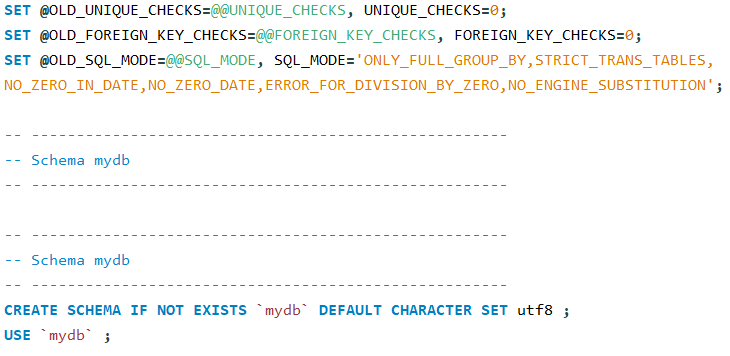 SET @OLD_UNIQUE_CHECKS=@@UNIQUE_CHECKS, UNIQUE_CHECKS=0;
SET @OLD_FOREIGN_KEY_CHECKS=@@FOREIGN_KEY_CHECKS, FOREIGN_KEY_CHECKS=0;
SET @OLD_SQL_MODE=@@SQL_MODE, SQL_MODE='ONLY_FULL_GROUP_BY,STRICT_TRANS_TABLES,
NO_ZERO_IN_DATE,NO_ZERO_DATE,ERROR_FOR_DIVISION_BY_ZERO,NO_ENGINE_SUBSTITUTION';
-- -----------------------------------------------------
-- Schema mydb
-- -----------------------------------------------------
-- -----------------------------------------------------
-- Schema mydb
-- -----------------------------------------------------
CREATE SCHEMA IF NOT EXISTS `mydb` DEFAULT CHARACTER SET utf8 ;
USE `mydb` ;